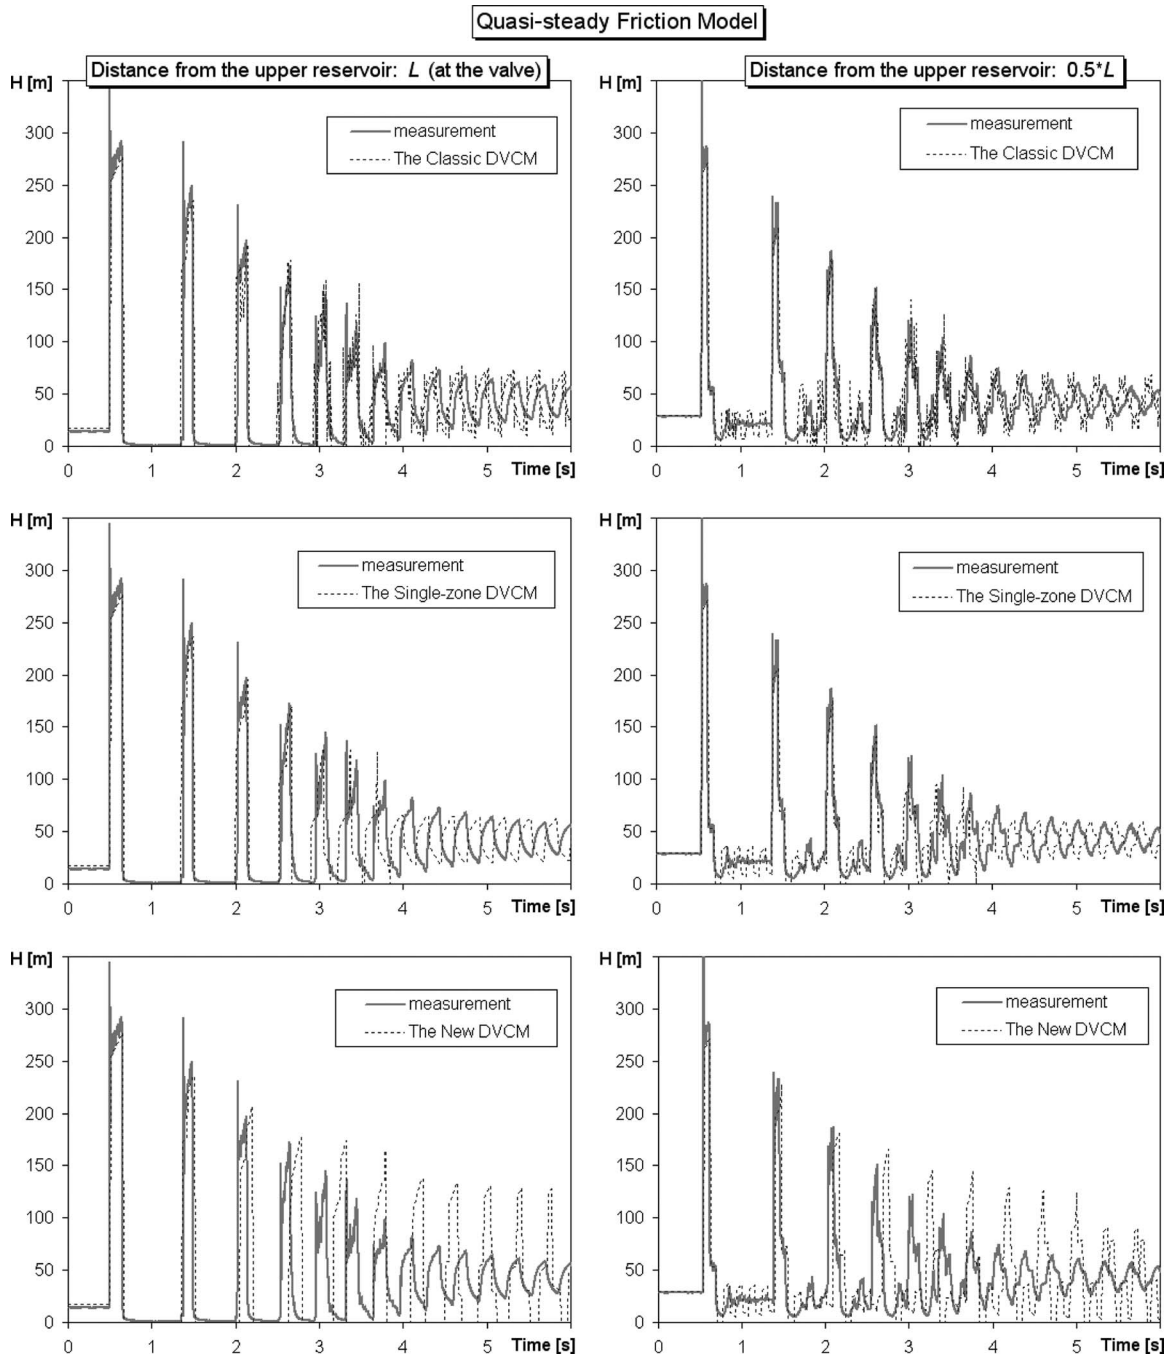 Quasi-steady Friction Model
Distance from the upper reservoir: L (at the valve)
Distance from the upper reservoir: 0.5*L
H [m]
300
250
200
150
100
50
0
0 1 2 3 4 5 Time [s]
measurement
The Classic DVCM
H [m]
300
250
200
150
100
50
0
0 1 2 3 4 5 Time [s]
measurement
The Classic DVCM
H [m]
300
250
200
150
100
50
0
0 1 2 3 4 5 Time [s]
measurement
The Single-zone DVCM
H [m]
300
250
200
150
100
50
0
0 1 2 3 4 5 Time [s]
measurement
The Single-zone DVCM
H [m]
300
250
200
150
100
50
0
0 1 2 3 4 5 Time [s]
measurement
The New DVCM
H [m]
300
250
200
150
100
50
0
0 1 2 3 4 5 Time [s]
measurement
The New DVCM